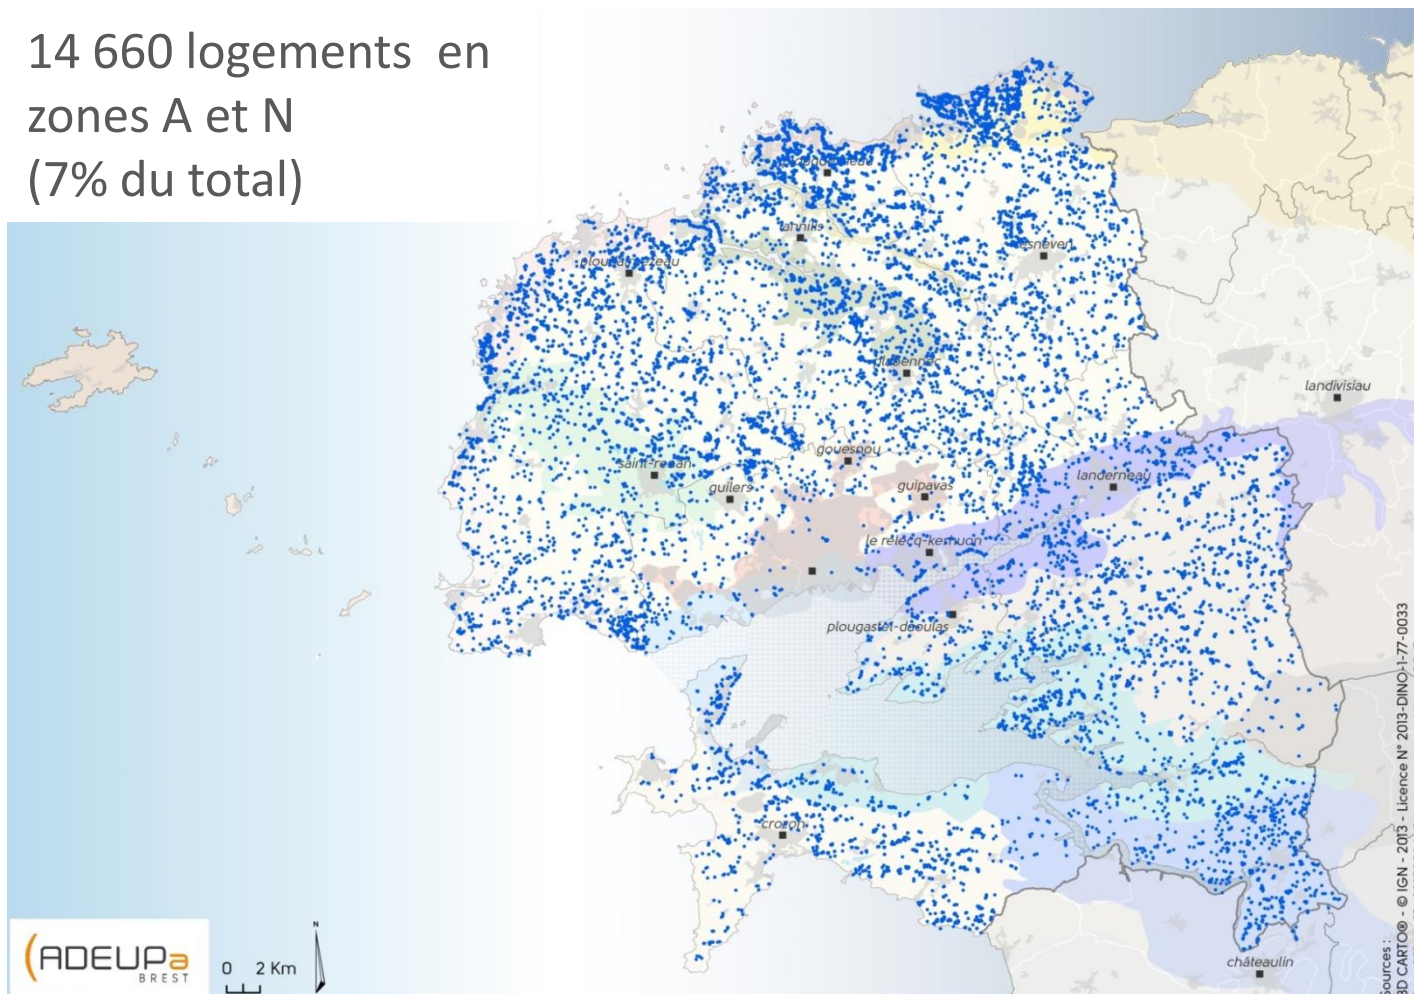 14 660 logements en
zones A et N
(7% du total)
ploudalmézeau
lannilis
lesneven
plabennec
landivisiau
gouesnou
saint-renan
guilers
guipavas
landerneau
le relecq-kerhuon
plougastel-daoulas
crozon
châteaulin
ADEUPa
BREST
0 2 Km
N
Sources :
BD CARTO® - © IGN - 2013 - Licence N° 2013-DINO-1-77-0033